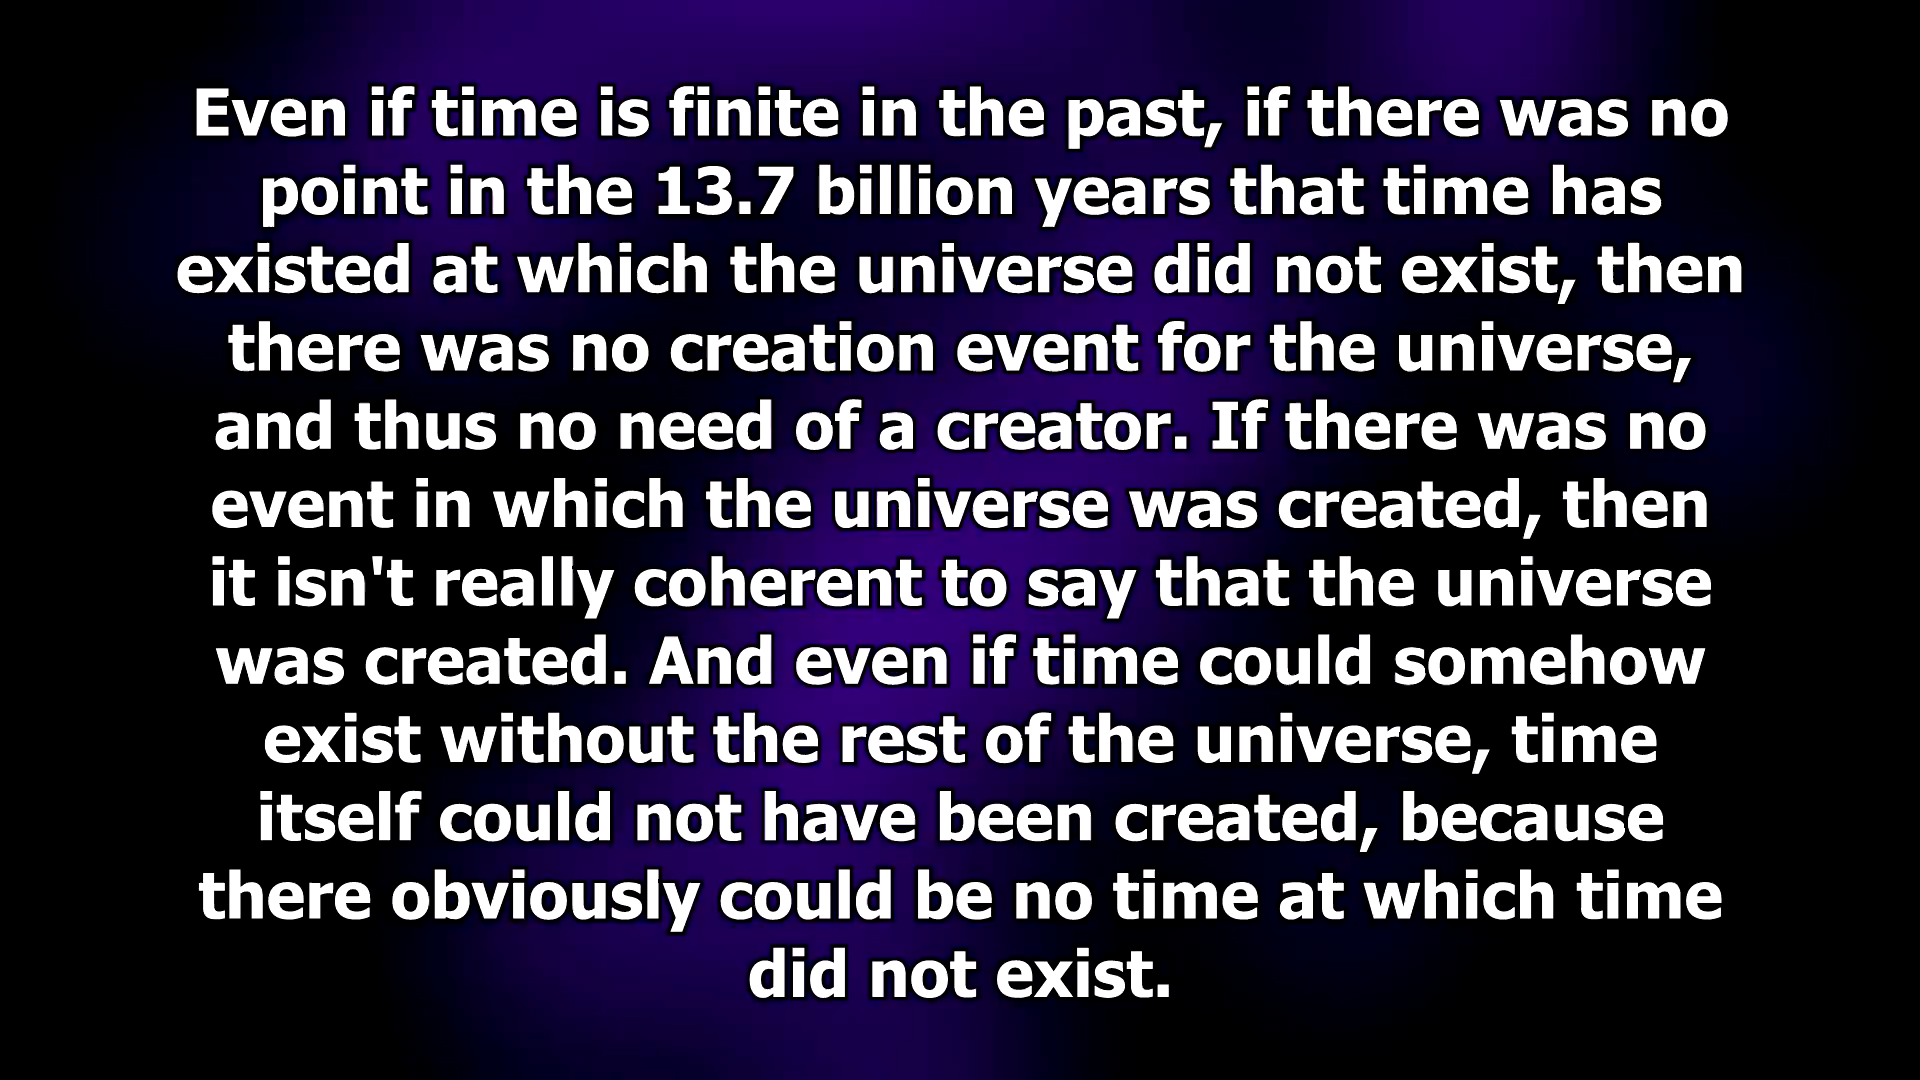 Even if time is finite in the past, if there was no
point in the 13.7 billion years that time has
existed at which the universe did not exist, then
there was no creation event for the universe,
and thus no need of a creator. If there was no
event in which the universe was created, then
it isn't really coherent to say that the universe
was created. And even if time could somehow
exist without the rest of the universe, time
itself could not have been created, because
there obviously could be no time at which time
did not exist.